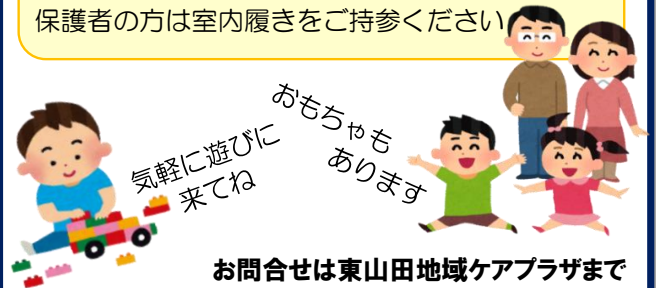 保護者の方は室内履きをご持参ください
気軽に遊びに
来てね
おもちゃも
あります
お問合せは東山田地域ケアプラザまで